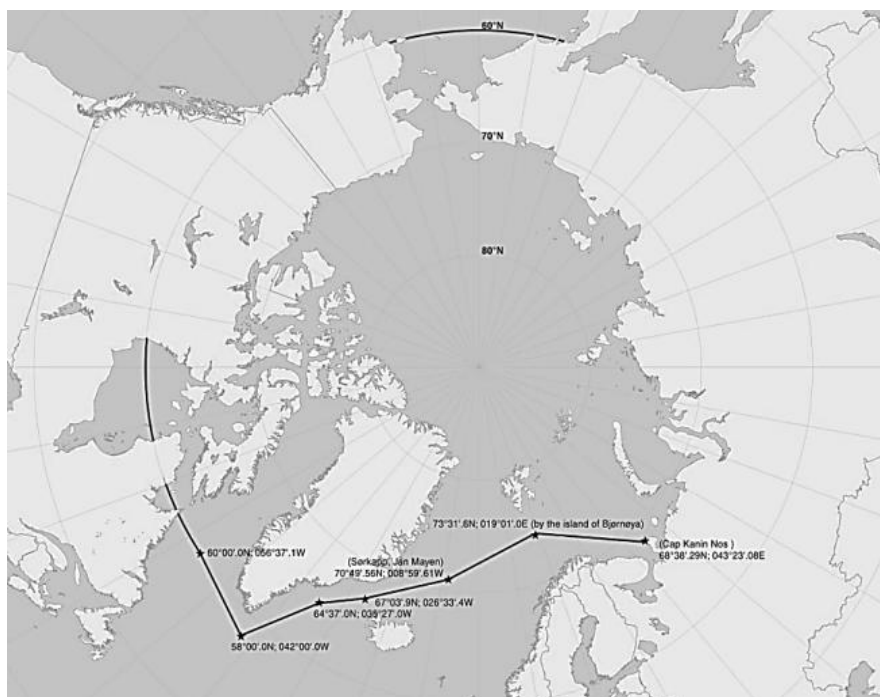 60°N
70°N
80°N
73°31'.6N; 019°01'.0E (by the island of Bjørnøya)
(Cap Kanin Nos )
68°38'.29N; 043°23'.08E
60°00'.0N; 056°37'.1W
(Sørkapp, Jan Mayen)
70°49'.56N; 008°59'.61W
67°03'.9N; 026°33'.4W
64°37'.0N; 035°27'.0W
58°00'.0N; 042°00'.0W